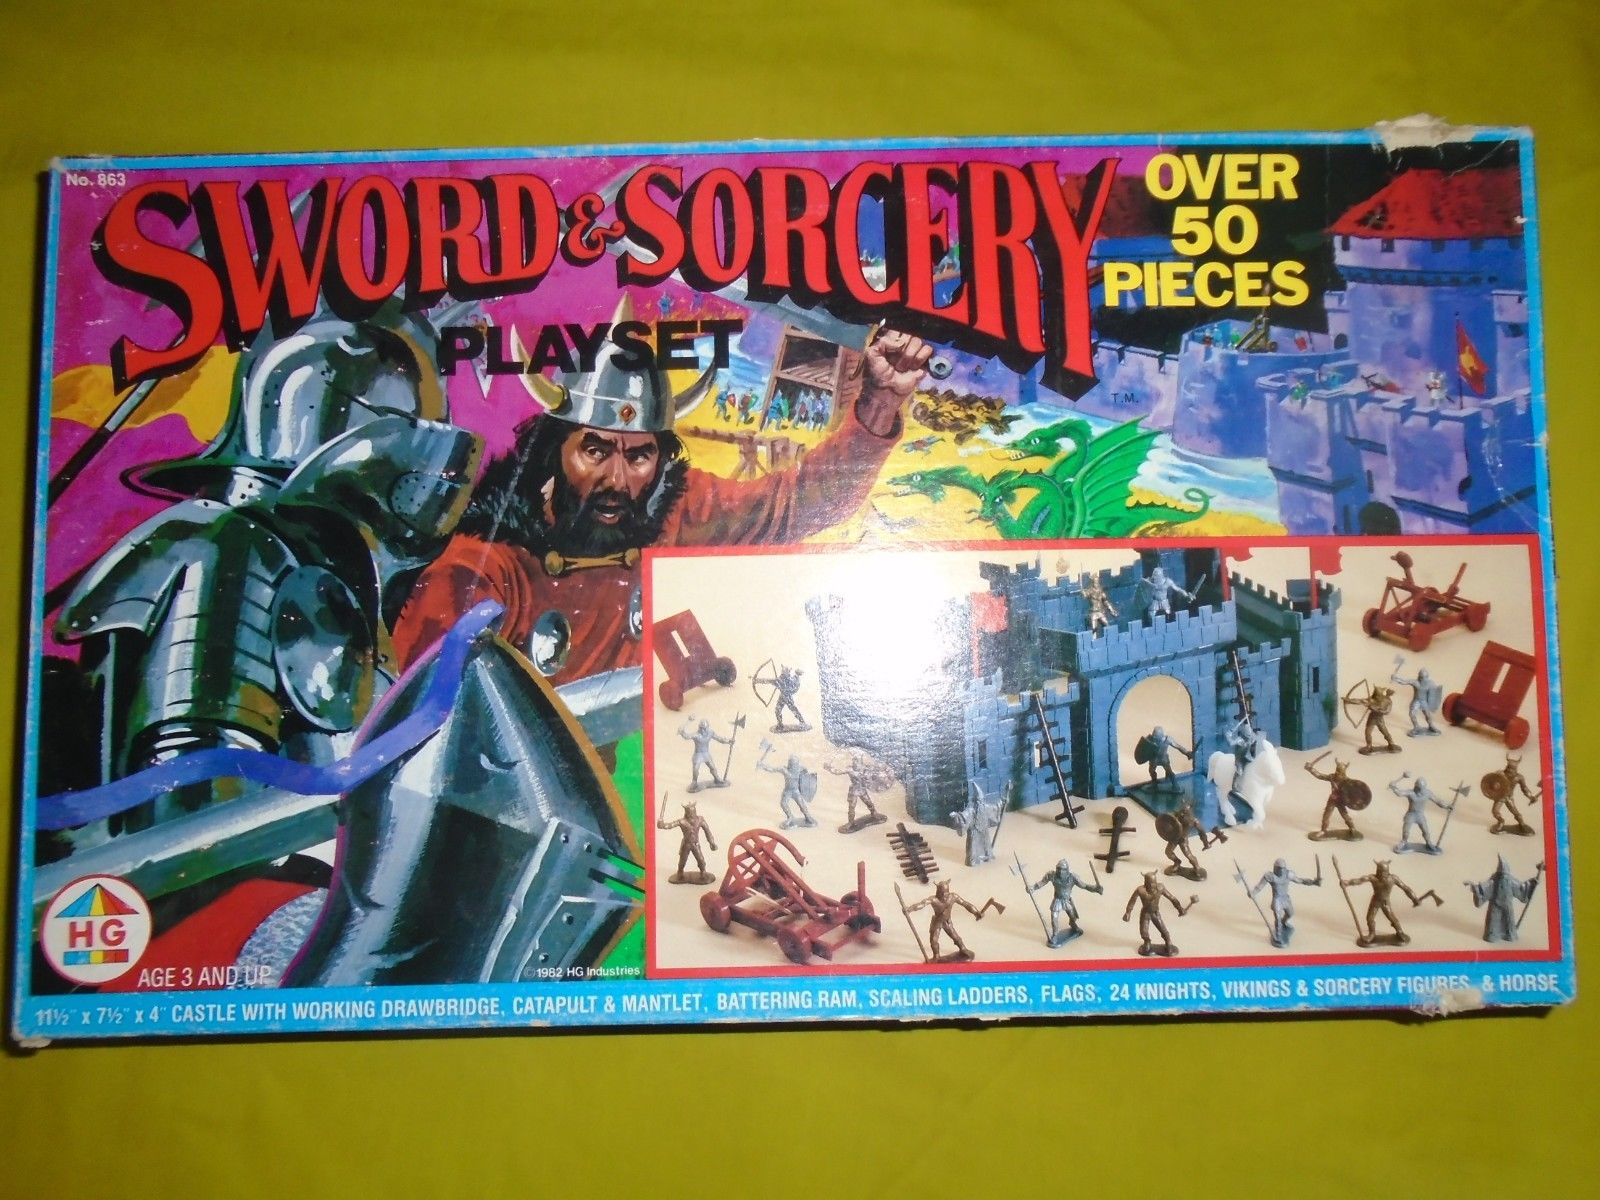 No. 863
SWORD & SORCERY
PLAYSET
T.M.
OVER
50
PIECES
HG
AGE 3 AND UP
©1982 HG Industries
11½" x 7½" x 4" CASTLE WITH WORKING DRAWBRIDGE, CATAPULT & MANTLET, BATTERING RAM, SCALING LADDERS, FLAGS, 24 KNIGHTS, VIKINGS & SORCERY FIGURES, & HORSE